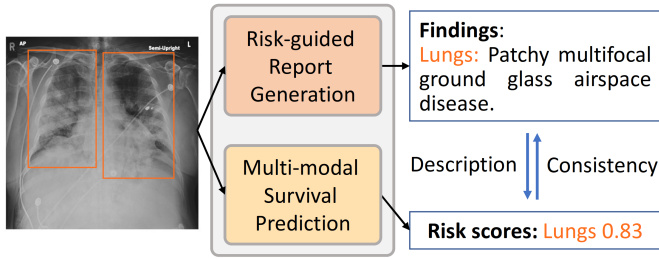 R
AP
Semi-Upright
L
Risk-guided
Report
Generation
Multi-modal
Survival
Prediction
Findings:
Lungs: Patchy multifocal
ground glass airspace
disease.
Description
Consistency
Risk scores: Lungs 0.83